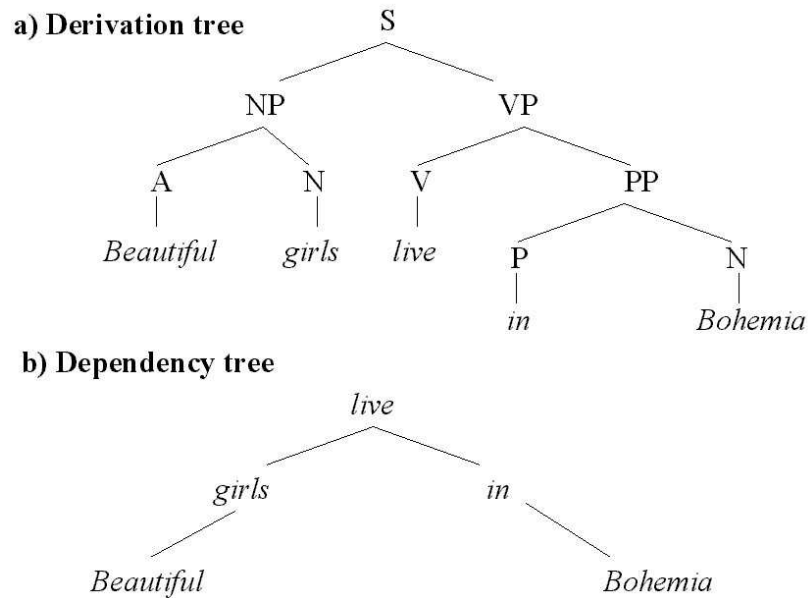 a) Derivation tree
S
NP VP
A N V PP
Beautiful girls live P N
in Bohemia
b) Dependency tree
live
girls in
Beautiful Bohemia